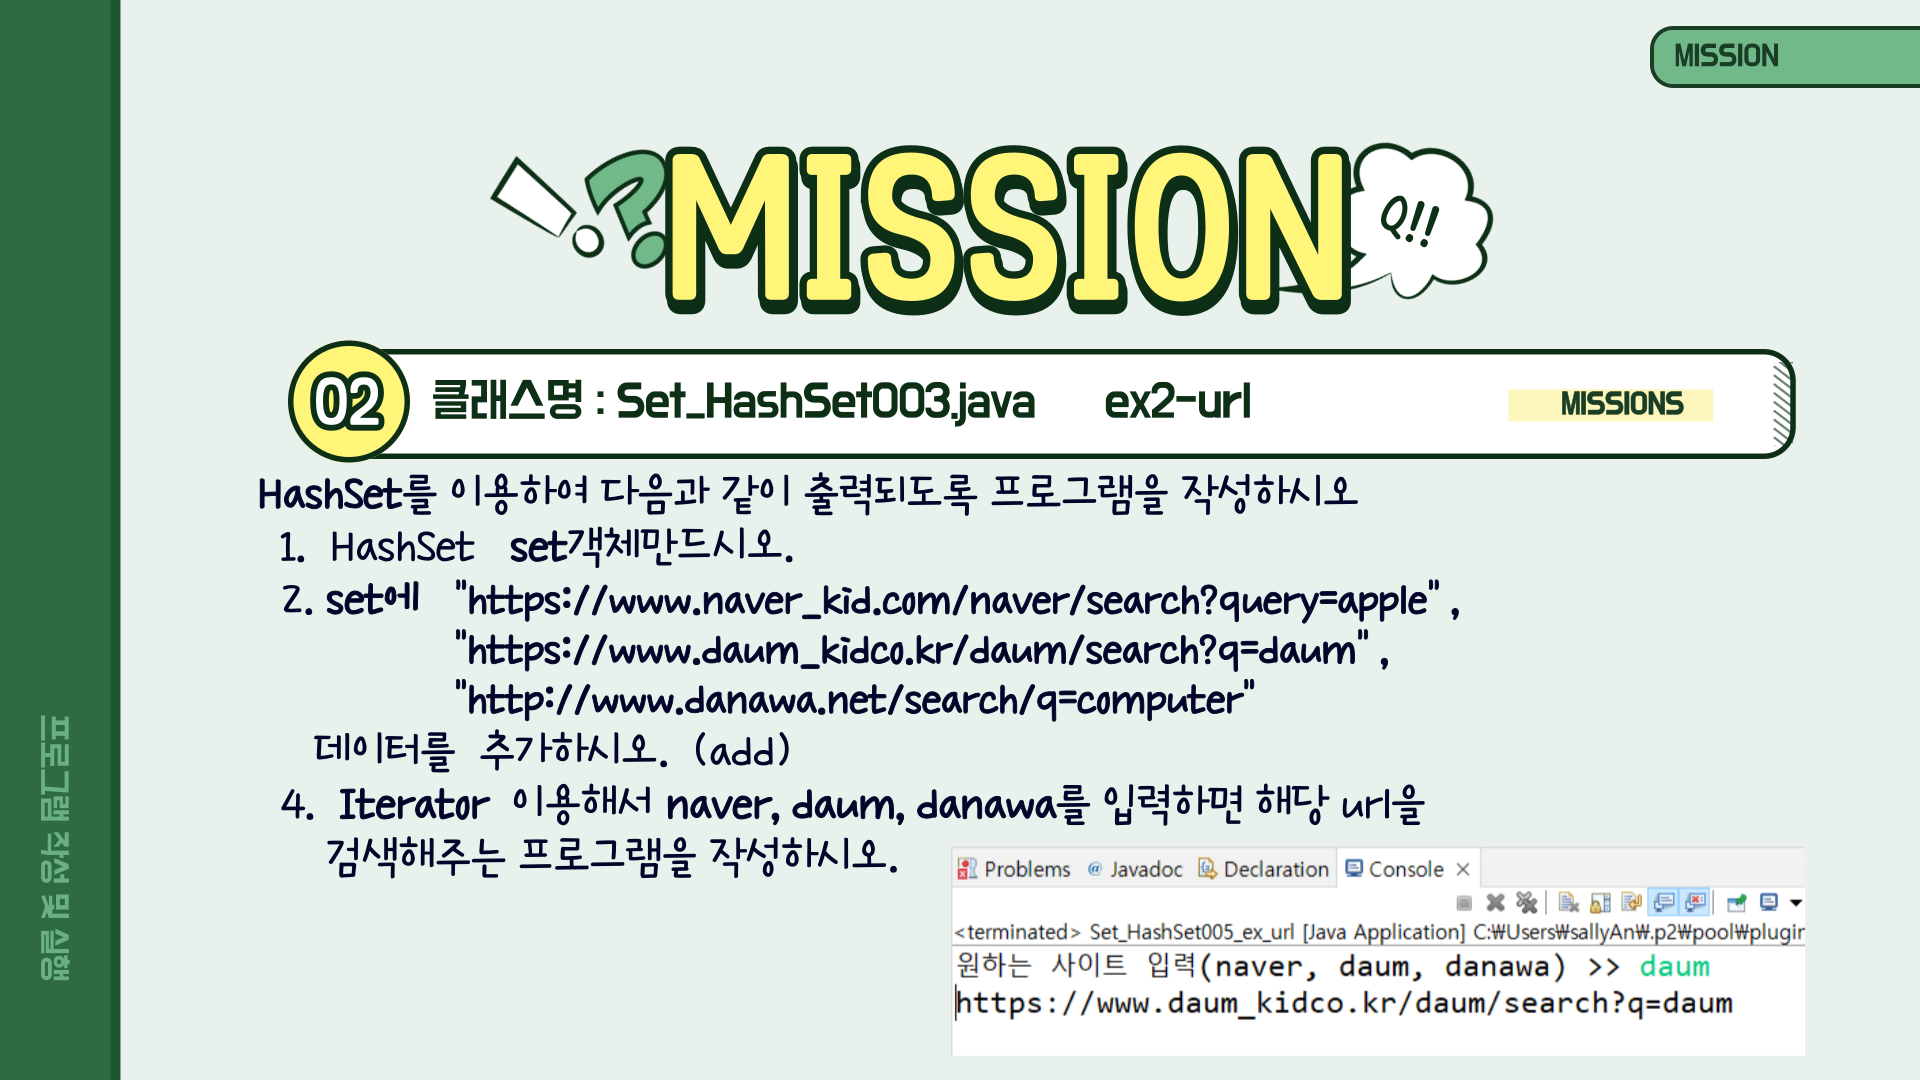 MISSION
MISSION
Q!!
02 클래스명 : Set_HashSet003.java ex2-url MISSIONS
HashSet를 이용하여 다음과 같이 출력되도록 프로그램을 작성하시오
1. HashSet set객체만드시오.
2. set에 "https://www.naver_kid.com/naver/search?query=apple" ,
"https://www.daum_kidco.kr/daum/search?q=daum" ,
"http://www.danawa.net/search/q=computer"
데이터를 추가하시오. (add)
4. Iterator 이용해서 naver, daum, danawa를 입력하면 해당 url을
검색해주는 프로그램을 작성하시오.
Problems @ Javadoc Declaration Console
<terminated> Set_HashSet005_ex_url [Java Application] C:₩Users₩sallyAn₩.p2₩pool₩plugin
원하는 사이트 입력(naver, daum, danawa) >> daum
https://www.daum_kidco.kr/daum/search?q=daum
프로그램 작성 및 실행